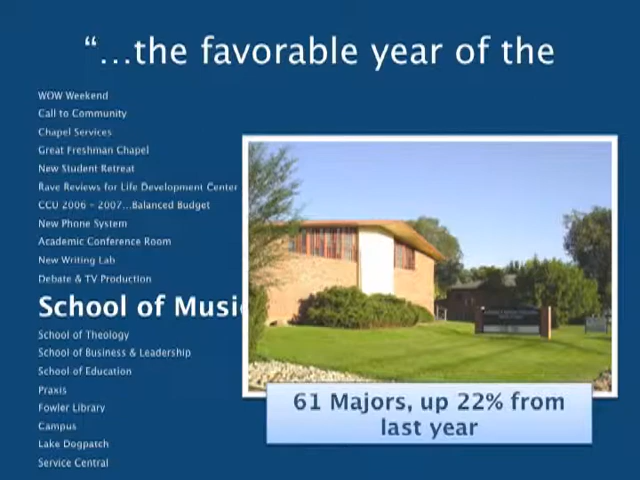 “…the favorable year of the
WOW Weekend
Call to Community
Chapel Services
Great Freshman Chapel
New Student Retreat
Rave Reviews for Life Development Center
CCU 2006 – 2007…Balanced Budget
New Phone System
Academic Conference Room
New Writing Lab
Debate & TV Production
School of Music
School of Theology
School of Business & Leadership
School of Education
Praxis
Fowler Library
Campus
Lake Dogpatch
Service Central
61 Majors, up 22% from
last year